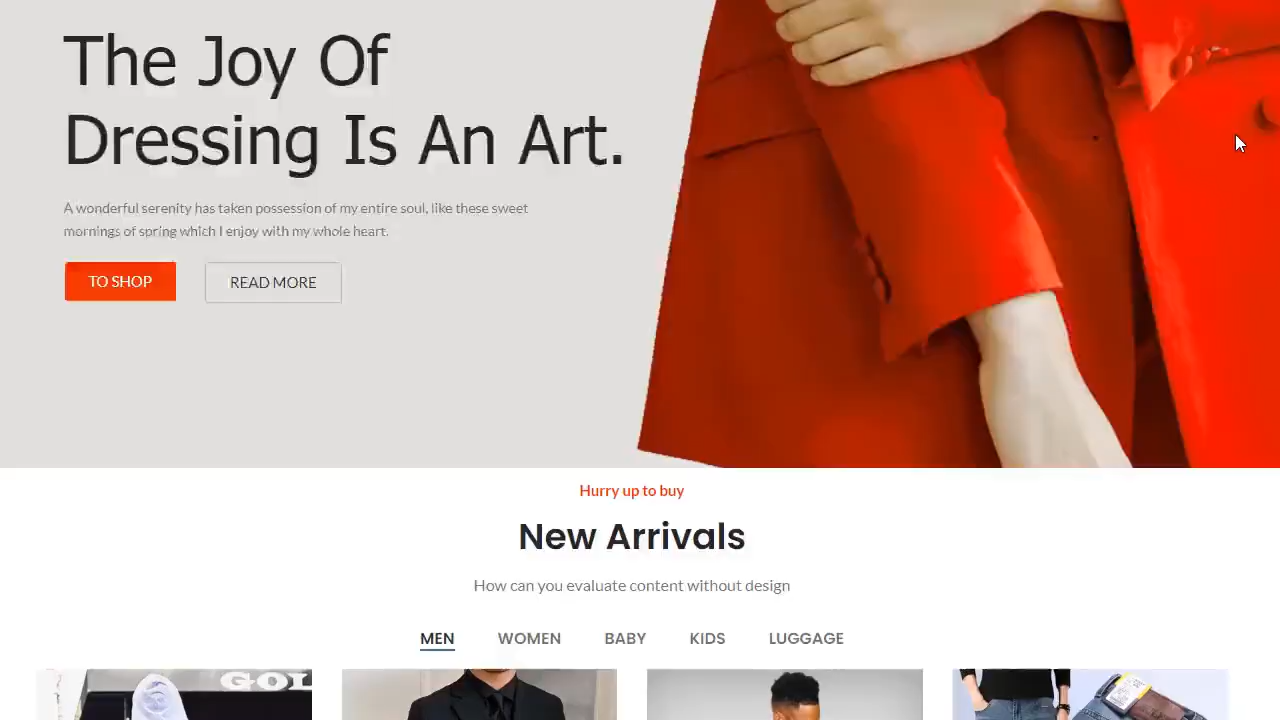 The Joy Of
Dressing Is An Art.
A wonderful serenity has taken possession of my entire soul, like these sweet
mornings of spring which I enjoy with my whole heart.
TO SHOP
READ MORE
Hurry up to buy
New Arrivals
How can you evaluate content without design
MEN WOMEN BABY KIDS LUGGAGE
GOL